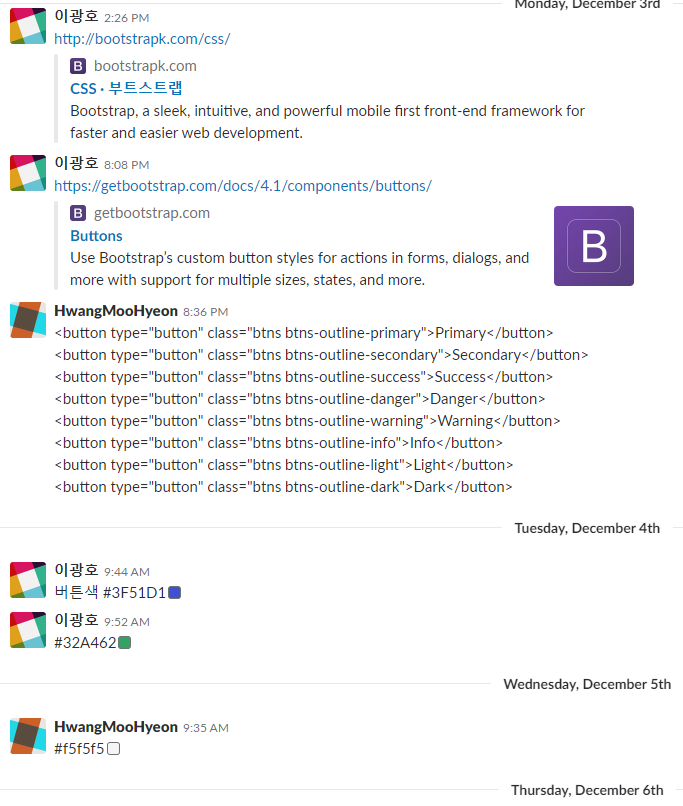 Monday, December 3rd
이광호 2:26 PM
http://bootstrapk.com/css/
B bootstrapk.com
CSS · 부트스트랩
Bootstrap, a sleek, intuitive, and powerful mobile first front-end framework for
faster and easier web development.
이광호 8:08 PM
https://getbootstrap.com/docs/4.1/components/buttons/
B getbootstrap.com
Buttons
Use Bootstrap’s custom button styles for actions in forms, dialogs, and
more with support for multiple sizes, states, and more.
B
HwangMooHyeon 8:36 PM
<button type="button" class="btns btns-outline-primary">Primary</button>
<button type="button" class="btns btns-outline-secondary">Secondary</button>
<button type="button" class="btns btns-outline-success">Success</button>
<button type="button" class="btns btns-outline-danger">Danger</button>
<button type="button" class="btns btns-outline-warning">Warning</button>
<button type="button" class="btns btns-outline-info">Info</button>
<button type="button" class="btns btns-outline-light">Light</button>
<button type="button" class="btns btns-outline-dark">Dark</button>
Tuesday, December 4th
이광호 9:44 AM
버튼색 #3F51D1
이광호 9:52 AM
#32A462
Wednesday, December 5th
HwangMooHyeon 9:35 AM
#f5f5f5
Thursday, December 6th